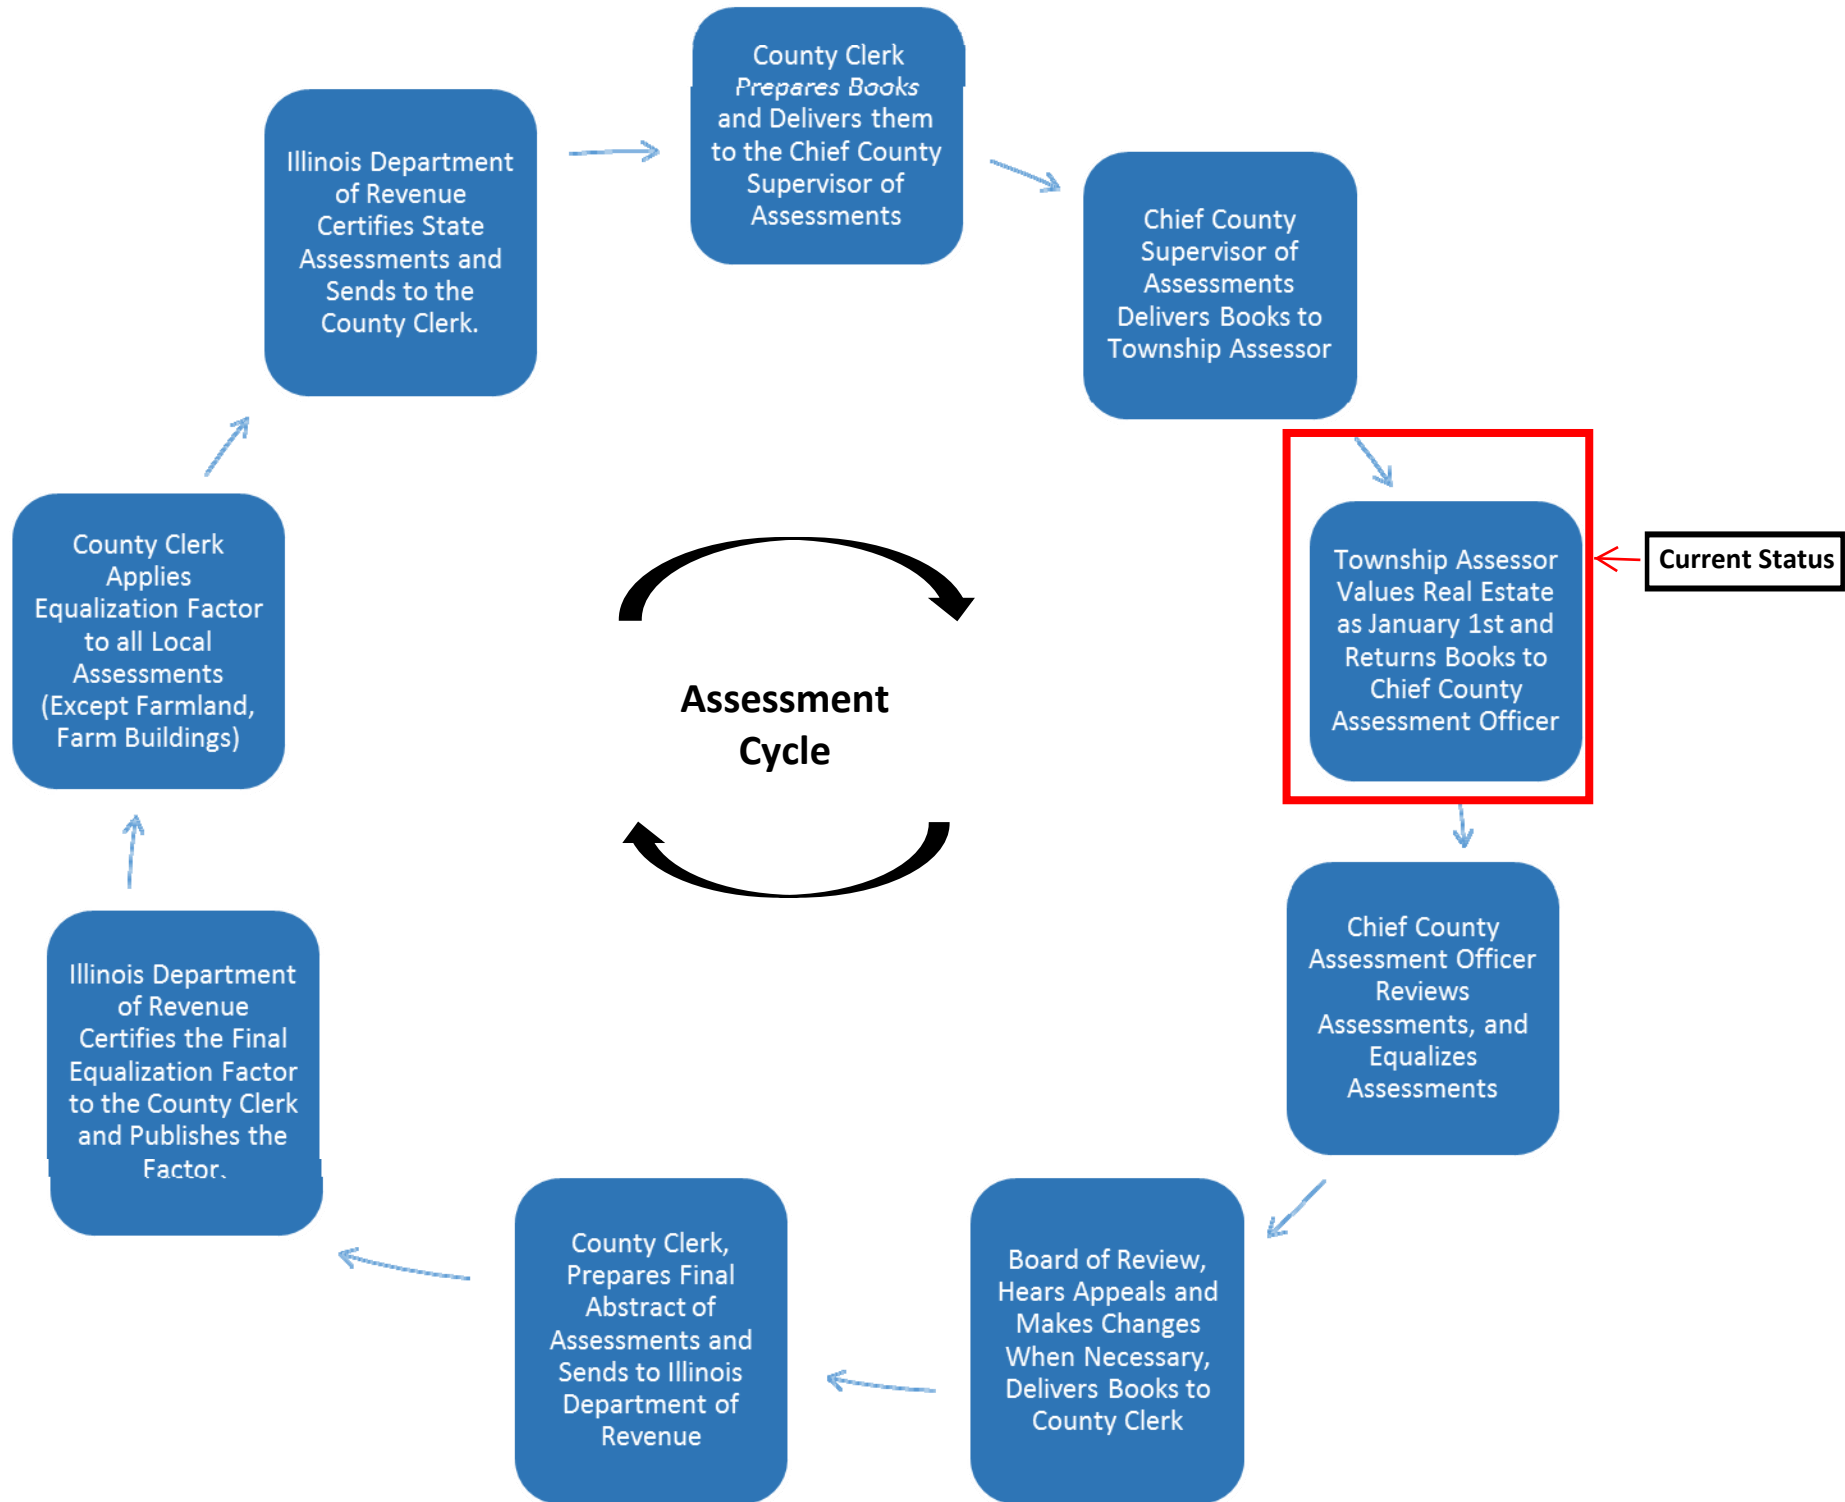 County Clerk
Prepares Books
and Delivers them
to the Chief County
Supervisor of
Assessments
Chief County
Supervisor of
Assessments
Delivers Books to
Township Assessor
Township Assessor
Values Real Estate
as January 1st and
Returns Books to
Chief County
Assessment Officer
Current Status
Chief County
Assessment Officer
Reviews
Assessments, and
Equalizes
Assessments
Board of Review,
Hears Appeals and
Makes Changes
When Necessary,
Delivers Books to
County Clerk
County Clerk,
Prepares Final
Abstract of
Assessments and
Sends to Illinois
Department of
Revenue
Illinois Department
of Revenue
Certifies the Final
Equalization Factor
to the County Clerk
and Publishes the
Factor.
County Clerk
Applies
Equalization Factor
to all Local
Assessments
(Except Farmland,
Farm Buildings)
Illinois Department
of Revenue
Certifies State
Assessments and
Sends to the
County Clerk.
Assessment
Cycle